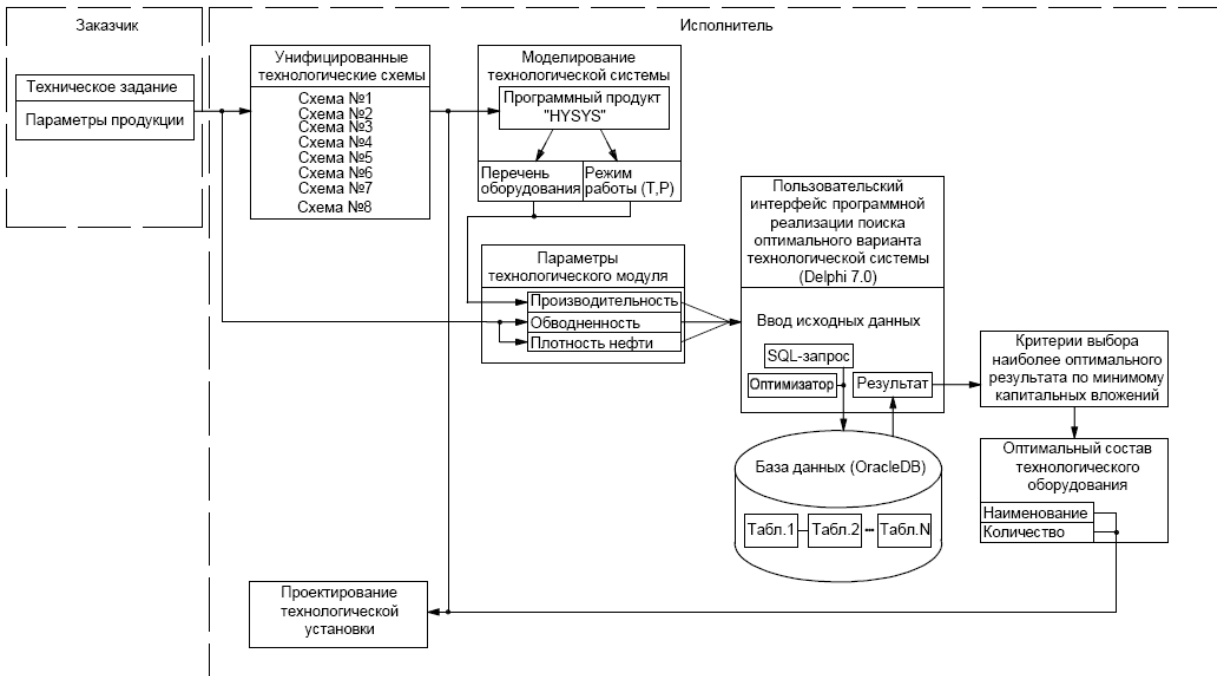 Заказчик
Исполнитель
Техническое задание
Параметры продукции
Унифицированные
технологические схемы
Схема №1
Схема №2
Схема №3
Схема №4
Схема №5
Схема №6
Схема №7
Схема №8
Моделирование
технологической системы
Программный продукт
"HYSYS"
Перечень
оборудования
Режим
работы (Т,Р)
Параметры
технологического модуля
Производительность
Обводненность
Плотность нефти
Пользовательский
интерфейс программной
реализации поиска
оптимального варианта
технологической системы
(Delphi 7.0)
Ввод исходных данных
SQL-запрос
Оптимизатор
Результат
База данных (OracleDB)
Табл.1
Табл.2
Табл.N
Критерии выбора
наиболее оптимального
результата по минимому
капитальных вложений
Оптимальный состав
технологического
оборудования
Наименование
Количество
Проектирование
технологической
установки